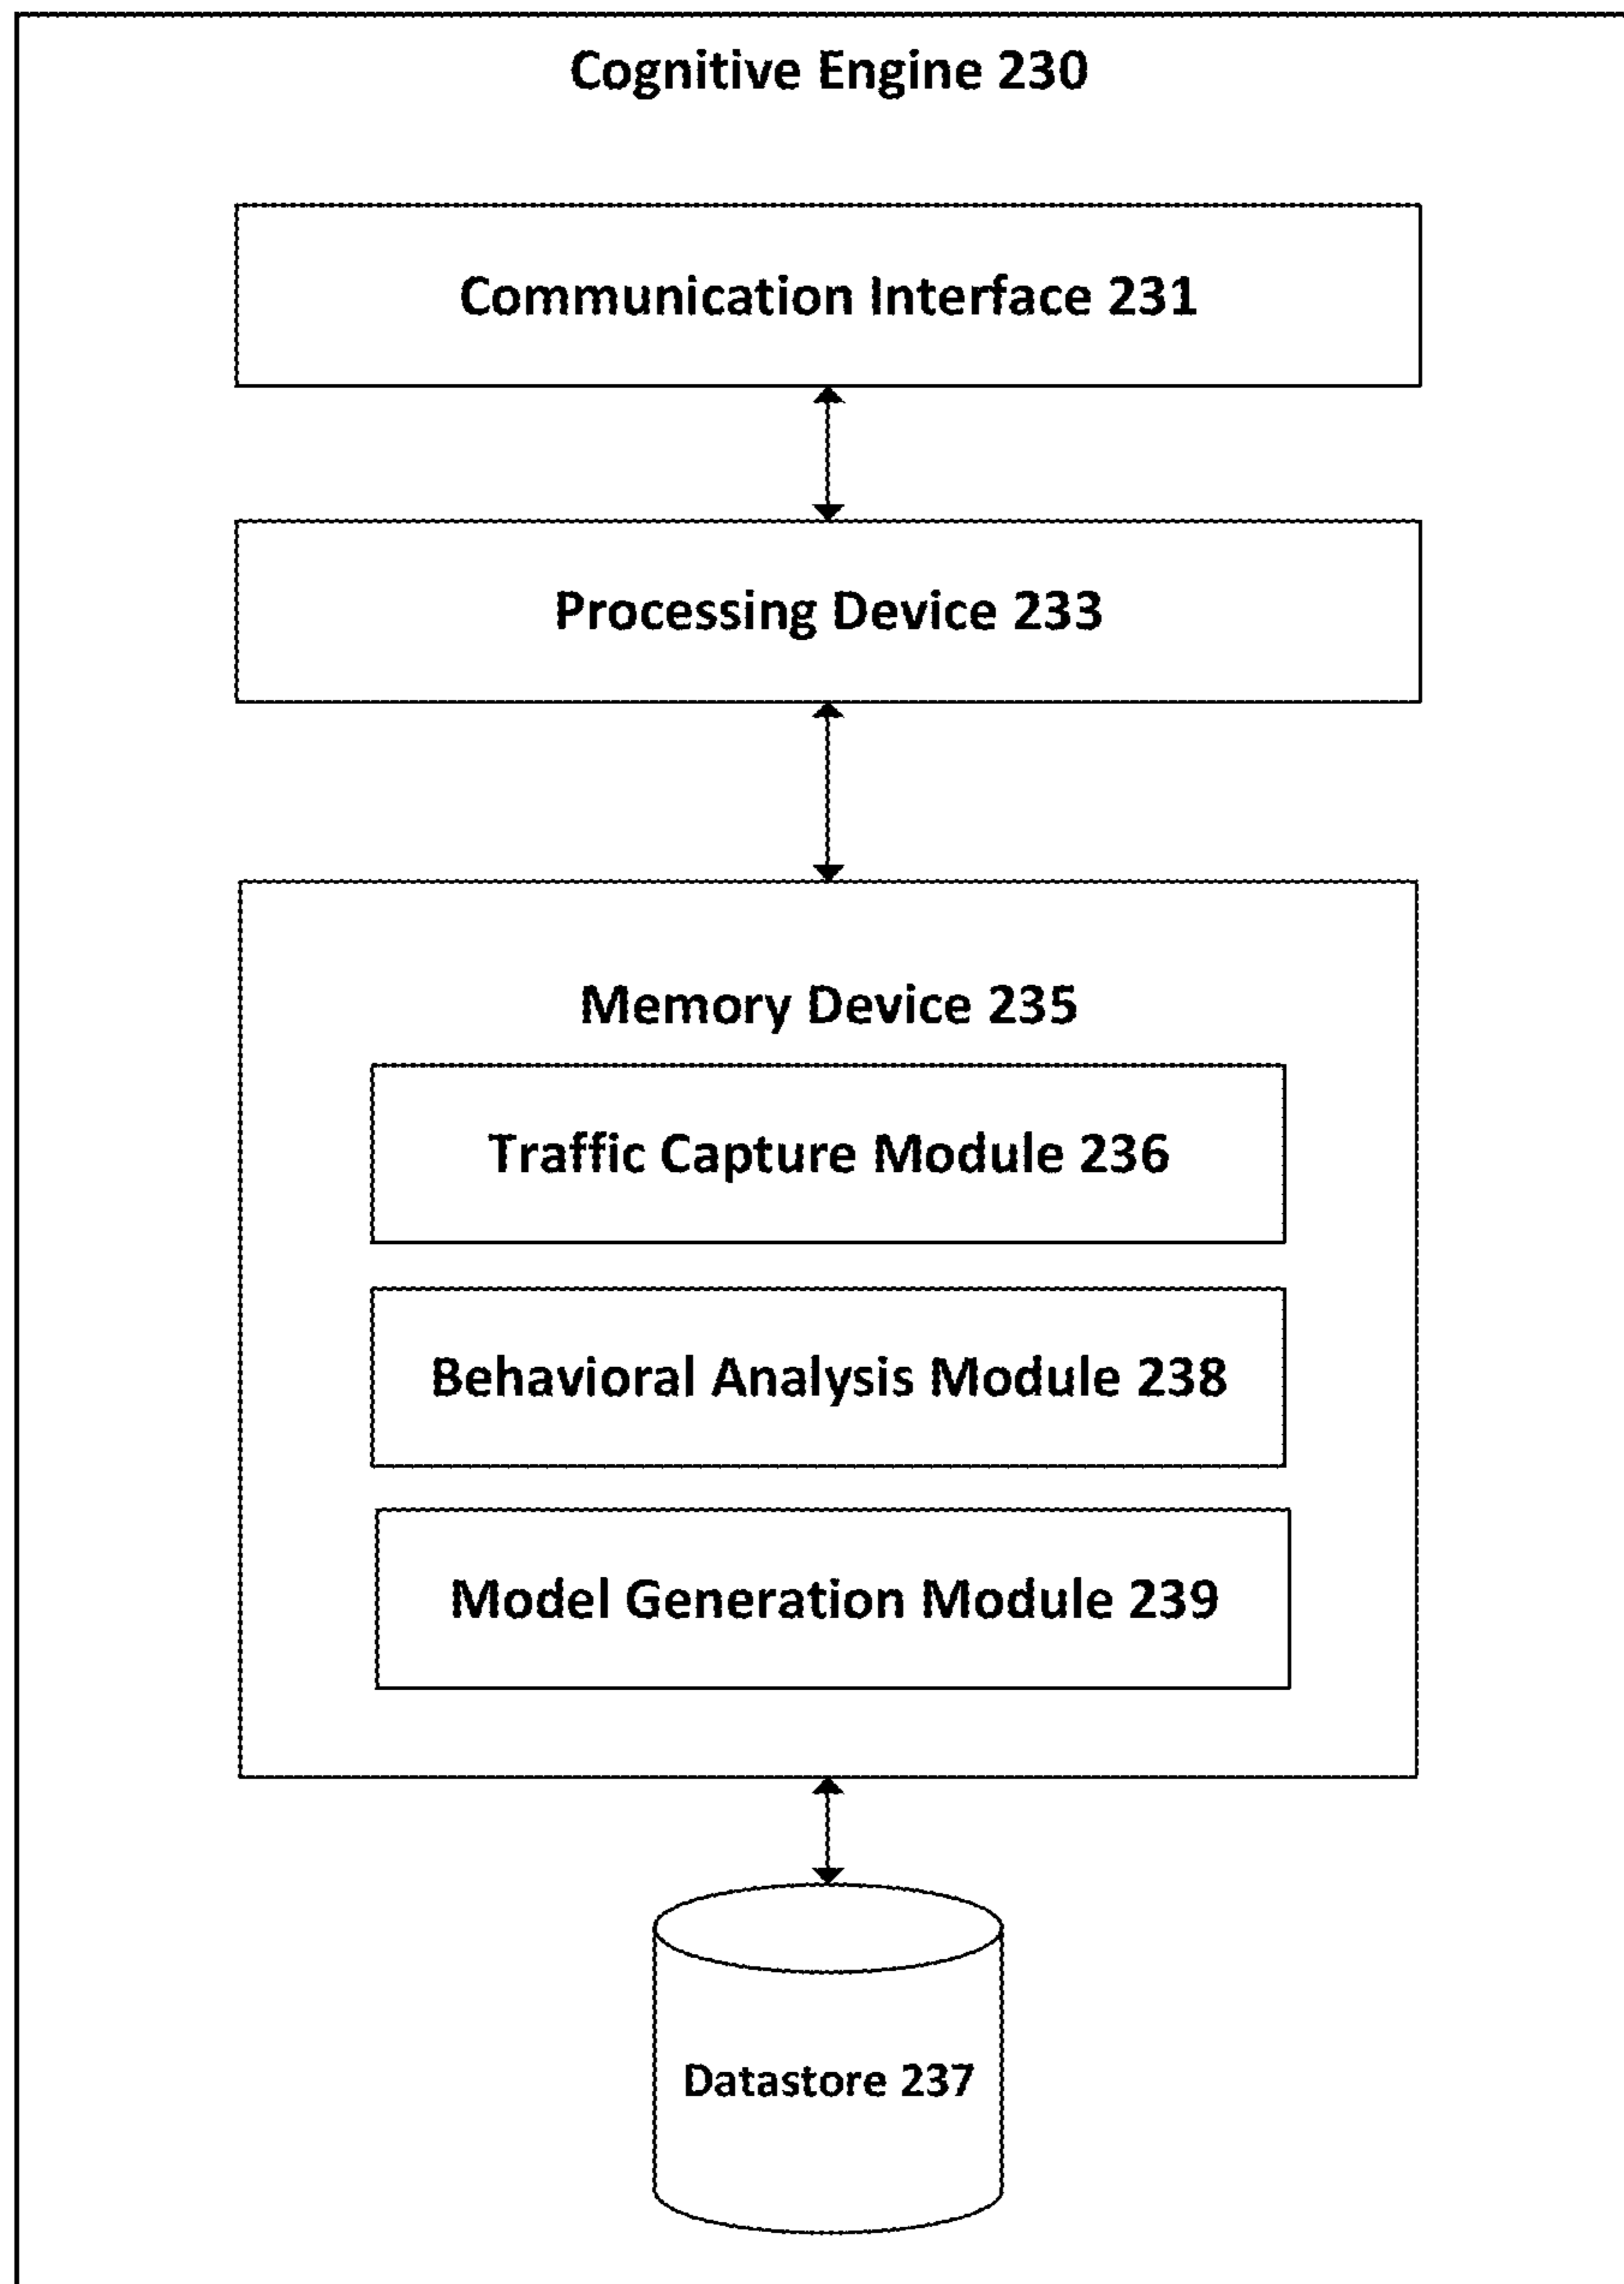 Cognitive Engine 230
Communication Interface 231
Processing Device 233
Memory Device 235
Traffic Capture Module 236
Behavioral Analysis Module 238
Model Generation Module 239
Datastore 237